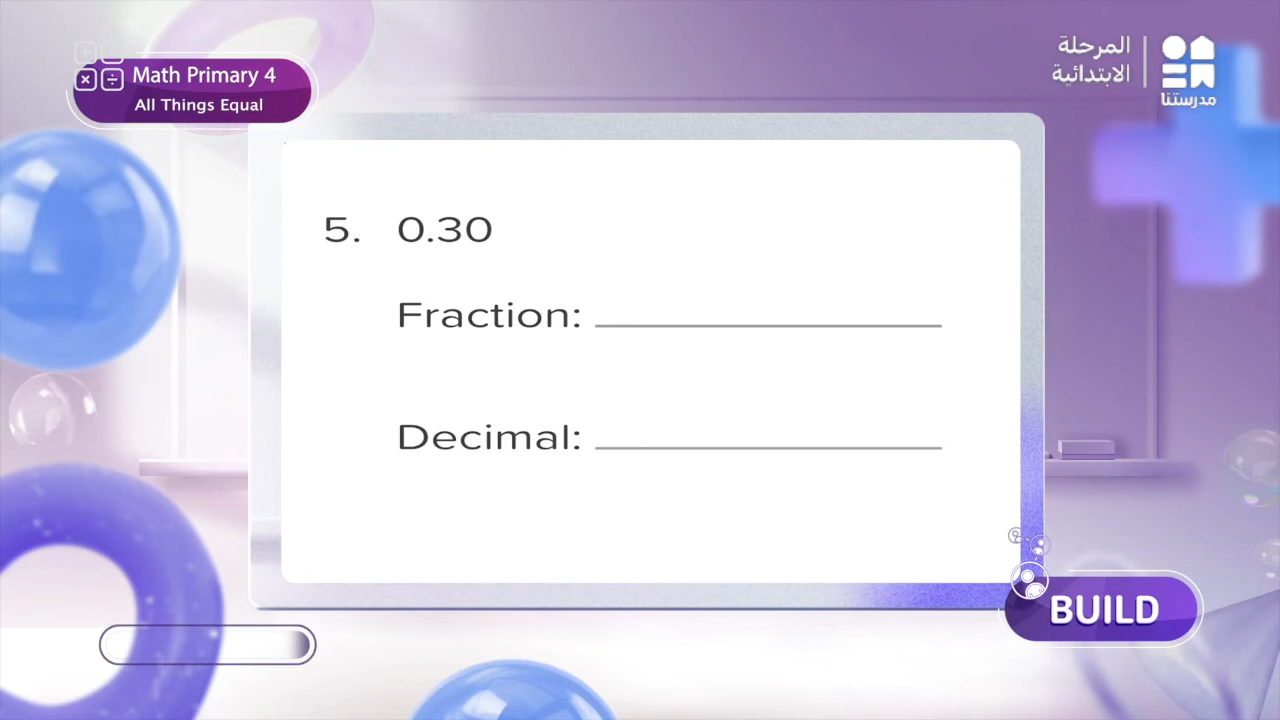 Math Primary 4
All Things Equal
المرحلة
الابتدائية
مدرستنا
5. 0.30
Fraction:
Decimal:
BUILD